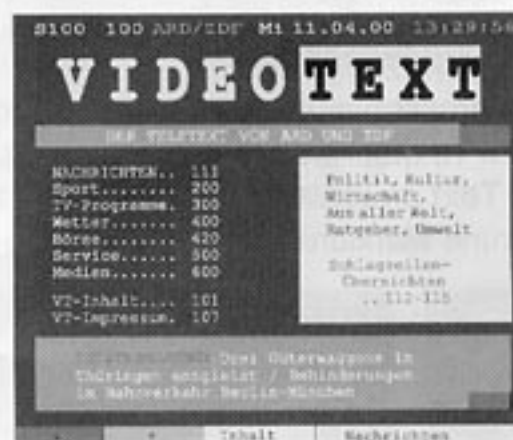 S100 100 ARD/ZDF Mi 11.04.00 13:29:56
VIDEOTEXT
DER TELETEXT VON ARD UND ZDF
NACHRICHTEN.. 111
Sport........ 200
TV-Programme. 300
Wetter....... 400
Börse........ 420
Service...... 500
Medien....... 600
VT-Inhalt.... 101
VT-Impressum. 107
Politik, Kultur,
Wirtschaft,
Aus aller Welt,
Ratgeber, Umwelt
Schlagzeilen-
Übersichten
.. 112-115
Drei Güterwaggons in
Thüringen entgleist / Behinderungen
im Bahnverkehr Berlin-München
Inhalt Nachrichten